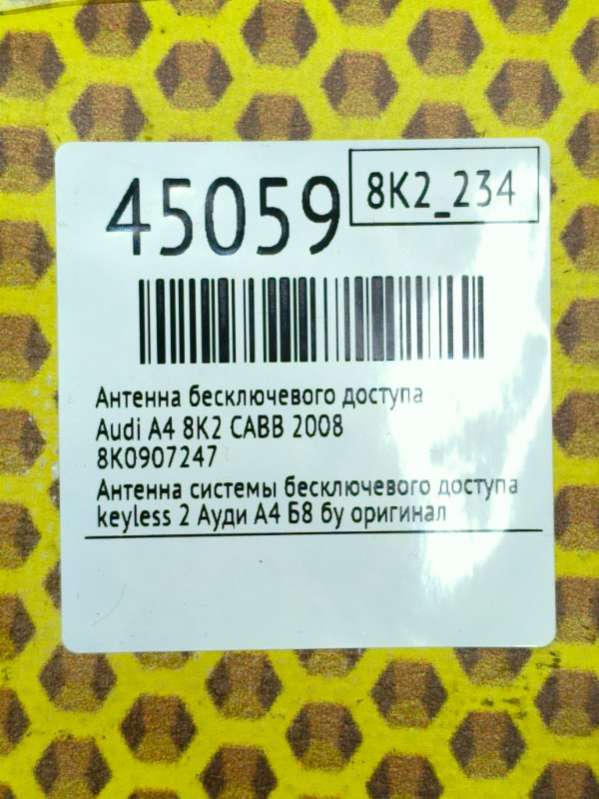 45059
8K2_234
Антенна бесключевого доступа
Audi A4 8K2 CABB 2008
8K0907247
Антенна системы бесключевого доступа
keyless 2 Ауди А4 Б8 бу оригинал